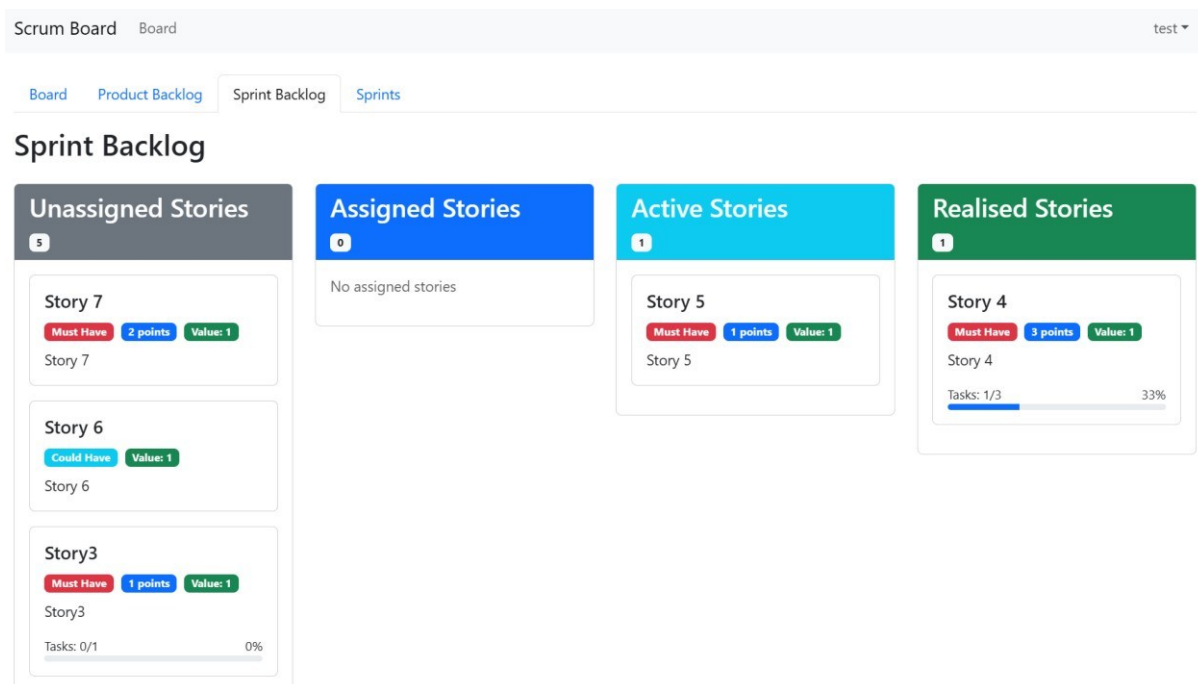 Scrum Board Board test
Board Product Backlog Sprint Backlog Sprints
Sprint Backlog
Unassigned Stories
5
Story 7
Must Have 2 points Value: 1
Story 7
Story 6
Could Have Value: 1
Story 6
Story3
Must Have 1 points Value: 1
Story3
Tasks: 0/1 0%
Assigned Stories
0
No assigned stories
Active Stories
1
Story 5
Must Have 1 points Value: 1
Story 5
Realised Stories
1
Story 4
Must Have 3 points Value: 1
Story 4
Tasks: 1/3 33%